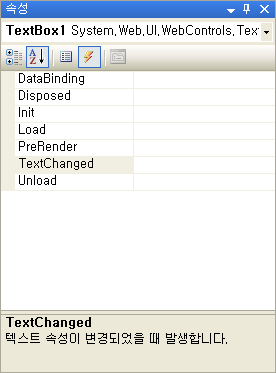 속성
TextBox1 System.Web.UI.WebControls.Tex
DataBinding
Disposed
Init
Load
PreRender
TextChanged
Unload
TextChanged
텍스트 속성이 변경되었을 때 발생합니다.